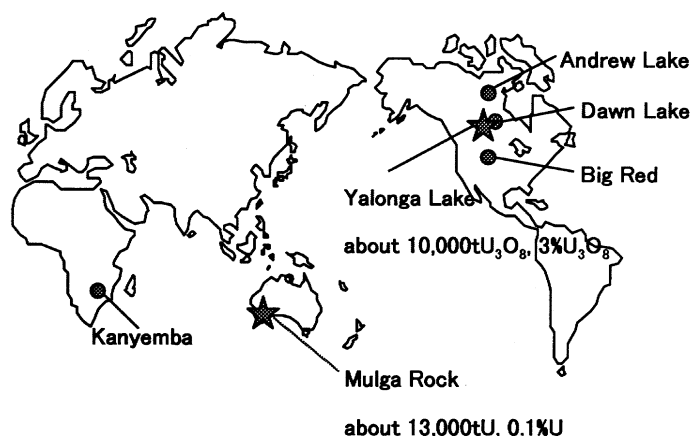 Andrew Lake
Dawn Lake
Big Red
Yalonga Lake
about 10,000tU₃O₈, 3%U₃O₈
Kanyemba
Mulga Rock
about 13,000tU, 0.1%U